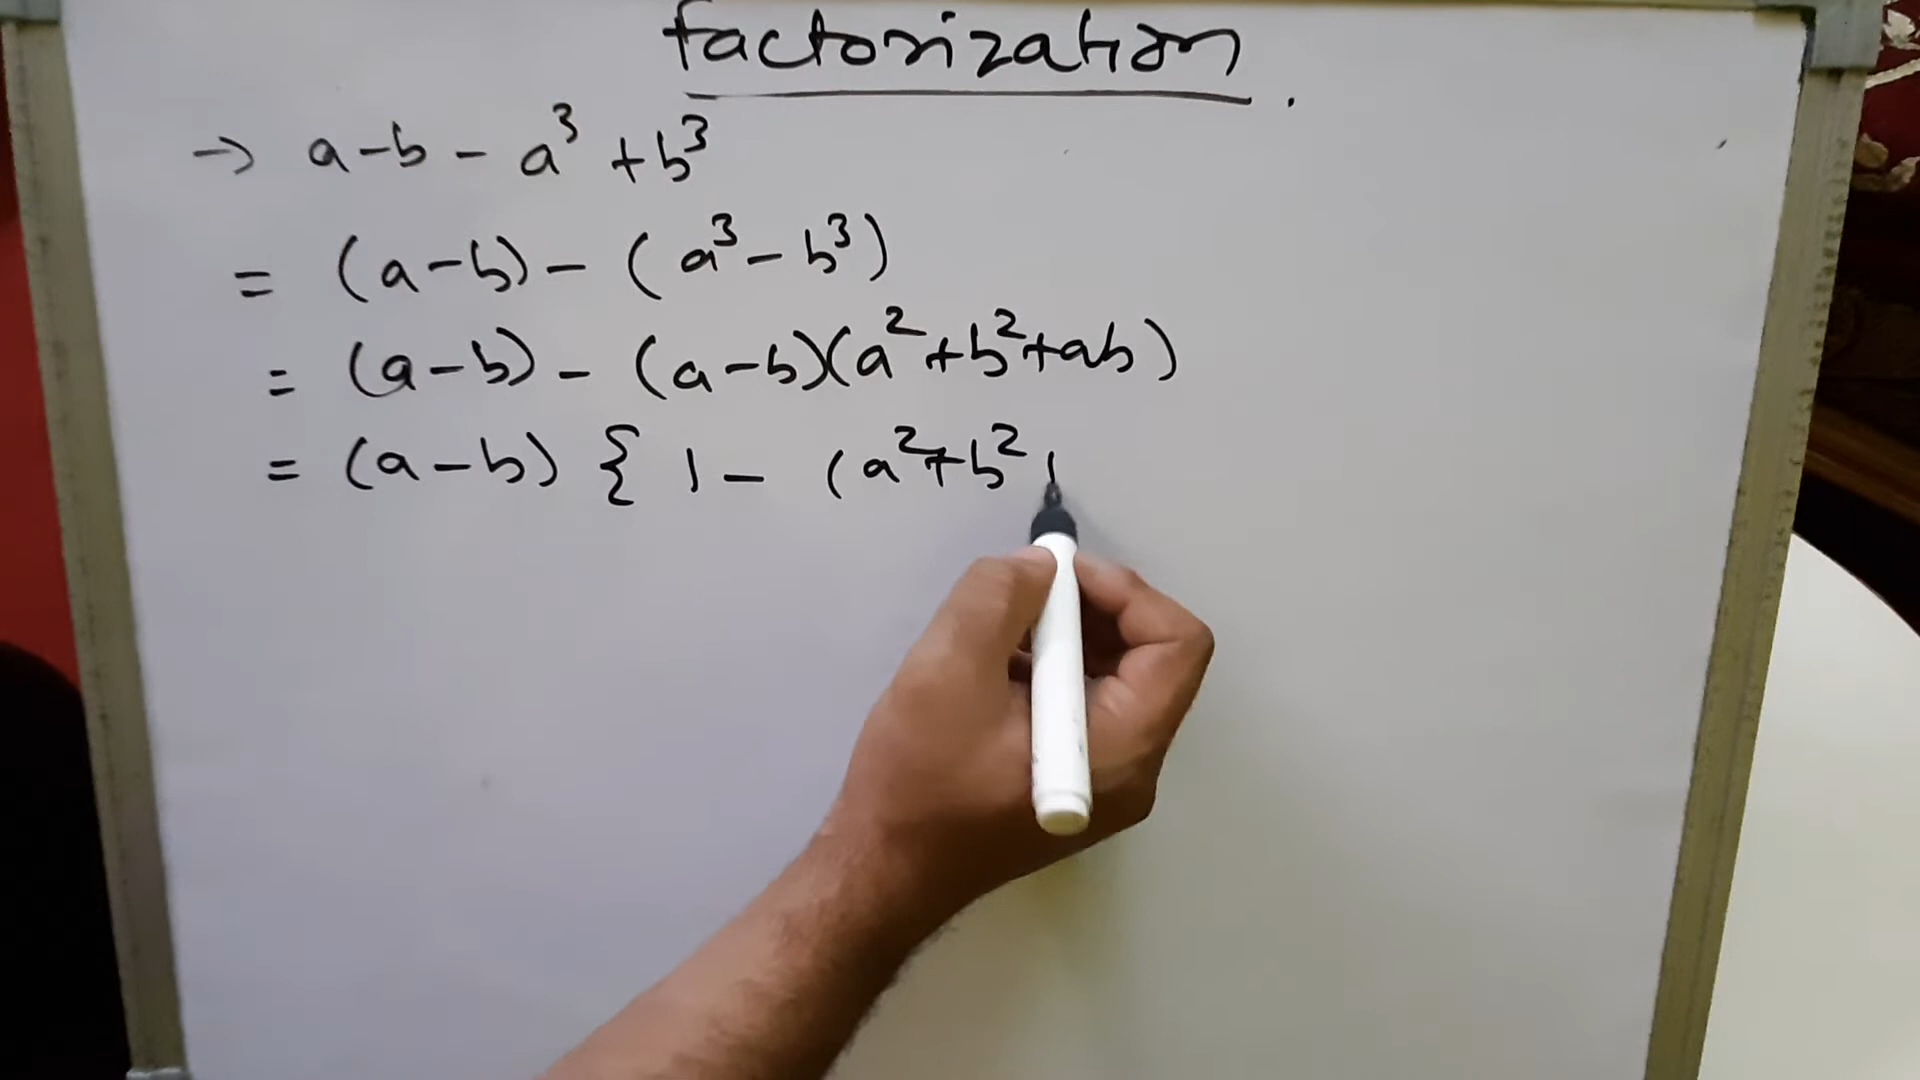 factorization.
→ a-b - a³ + b³
= (a-b) - (a³ - b³)
= (a-b) - (a-b)(a²+b²+ab)
= (a-b) { 1 - (a²+b²